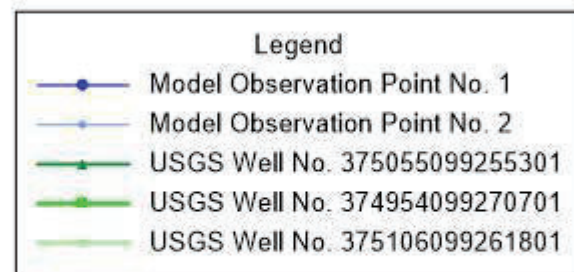 Legend
Model Observation Point No. 1
Model Observation Point No. 2
USGS Well No. 375055099255301
USGS Well No. 374954099270701
USGS Well No. 375106099261801